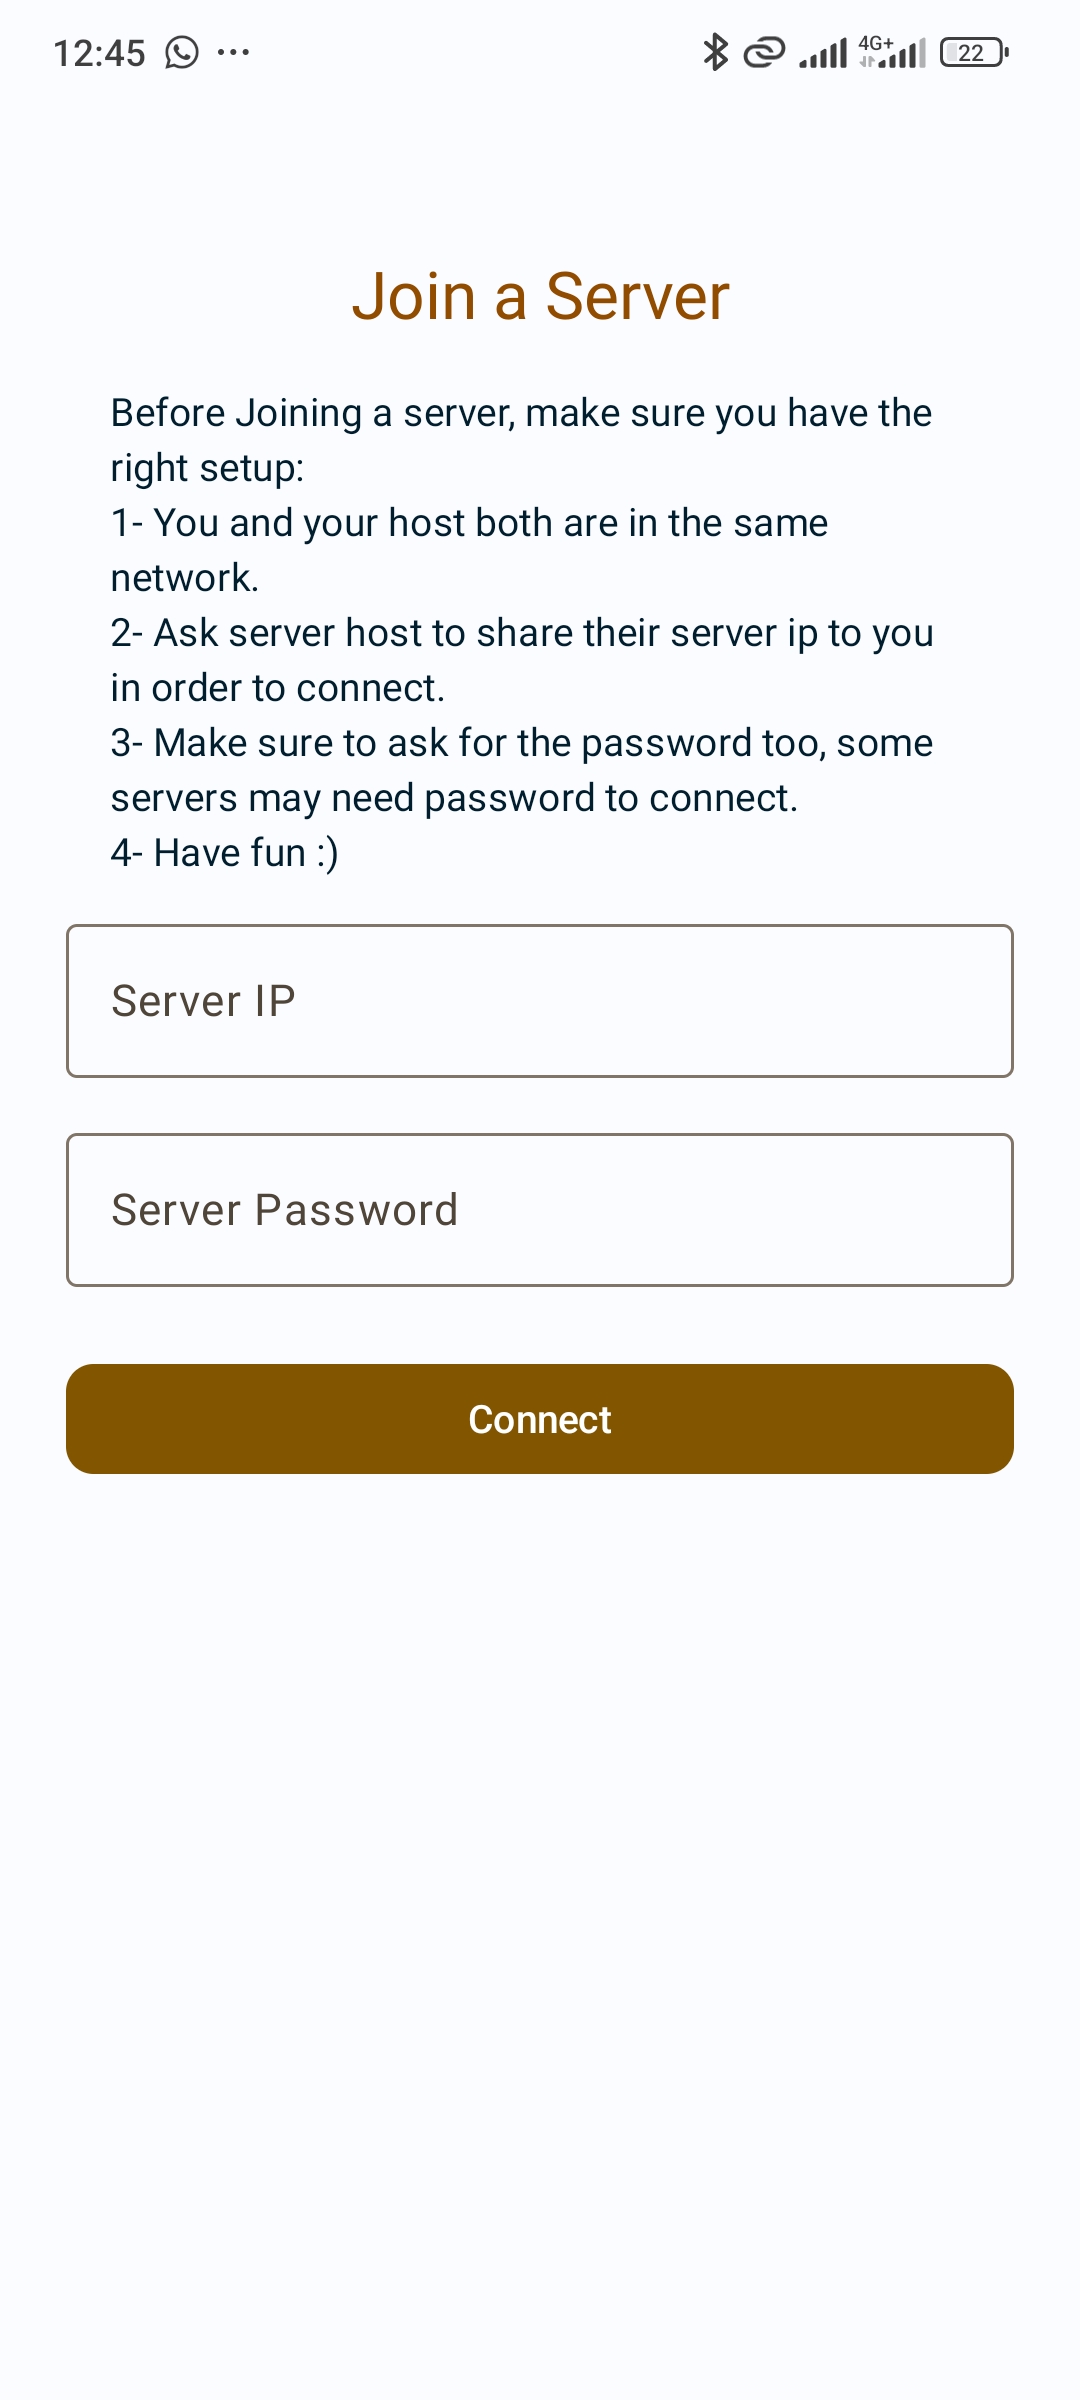 12:45
4G+
22
Join a Server
Before Joining a server, make sure you have the
right setup:
1- You and your host both are in the same
network.
2- Ask server host to share their server ip to you
in order to connect.
3- Make sure to ask for the password too, some
servers may need password to connect.
4- Have fun :)
Server IP
Server Password
Connect